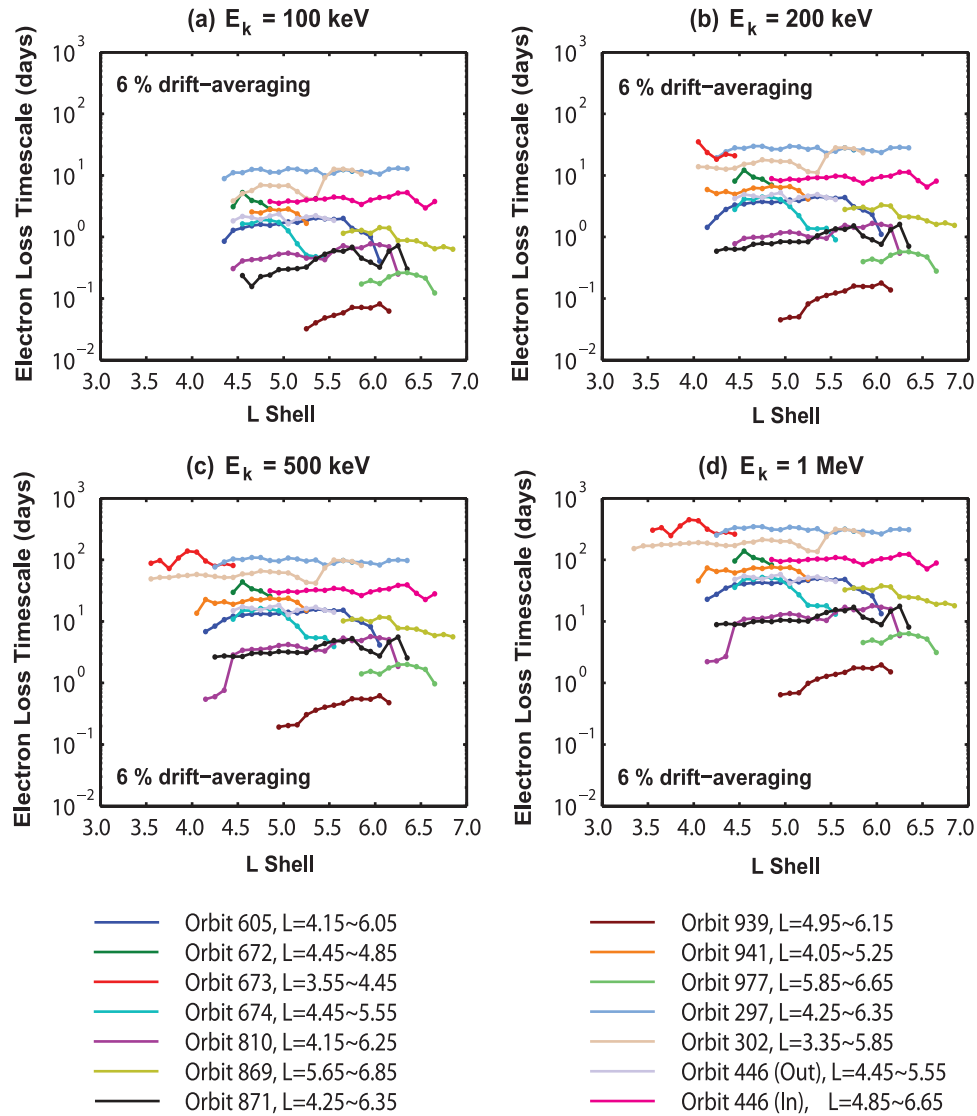 (a) E_k = 100 keV
(b) E_k = 200 keV
Electron Loss Timescale (days)
10^3
10^2
10^1
10^0
10^-1
10^-2
6 % drift-averaging
3.0 3.5 4.0 4.5 5.0 5.5 6.0 6.5 7.0
L Shell
Electron Loss Timescale (days)
10^3
10^2
10^1
10^0
10^-1
10^-2
6 % drift-averaging
3.0 3.5 4.0 4.5 5.0 5.5 6.0 6.5 7.0
L Shell
(c) E_k = 500 keV
(d) E_k = 1 MeV
Electron Loss Timescale (days)
10^3
10^2
10^1
10^0
10^-1
10^-2
6 % drift-averaging
3.0 3.5 4.0 4.5 5.0 5.5 6.0 6.5 7.0
L Shell
Electron Loss Timescale (days)
10^3
10^2
10^1
10^0
10^-1
10^-2
6 % drift-averaging
3.0 3.5 4.0 4.5 5.0 5.5 6.0 6.5 7.0
L Shell
Orbit 605, L=4.15~6.05
Orbit 672, L=4.45~4.85
Orbit 673, L=3.55~4.45
Orbit 674, L=4.45~5.55
Orbit 810, L=4.15~6.25
Orbit 869, L=5.65~6.85
Orbit 871, L=4.25~6.35
Orbit 939, L=4.95~6.15
Orbit 941, L=4.05~5.25
Orbit 977, L=5.85~6.65
Orbit 297, L=4.25~6.35
Orbit 302, L=3.35~5.85
Orbit 446 (Out), L=4.45~5.55
Orbit 446 (In), L=4.85~6.65